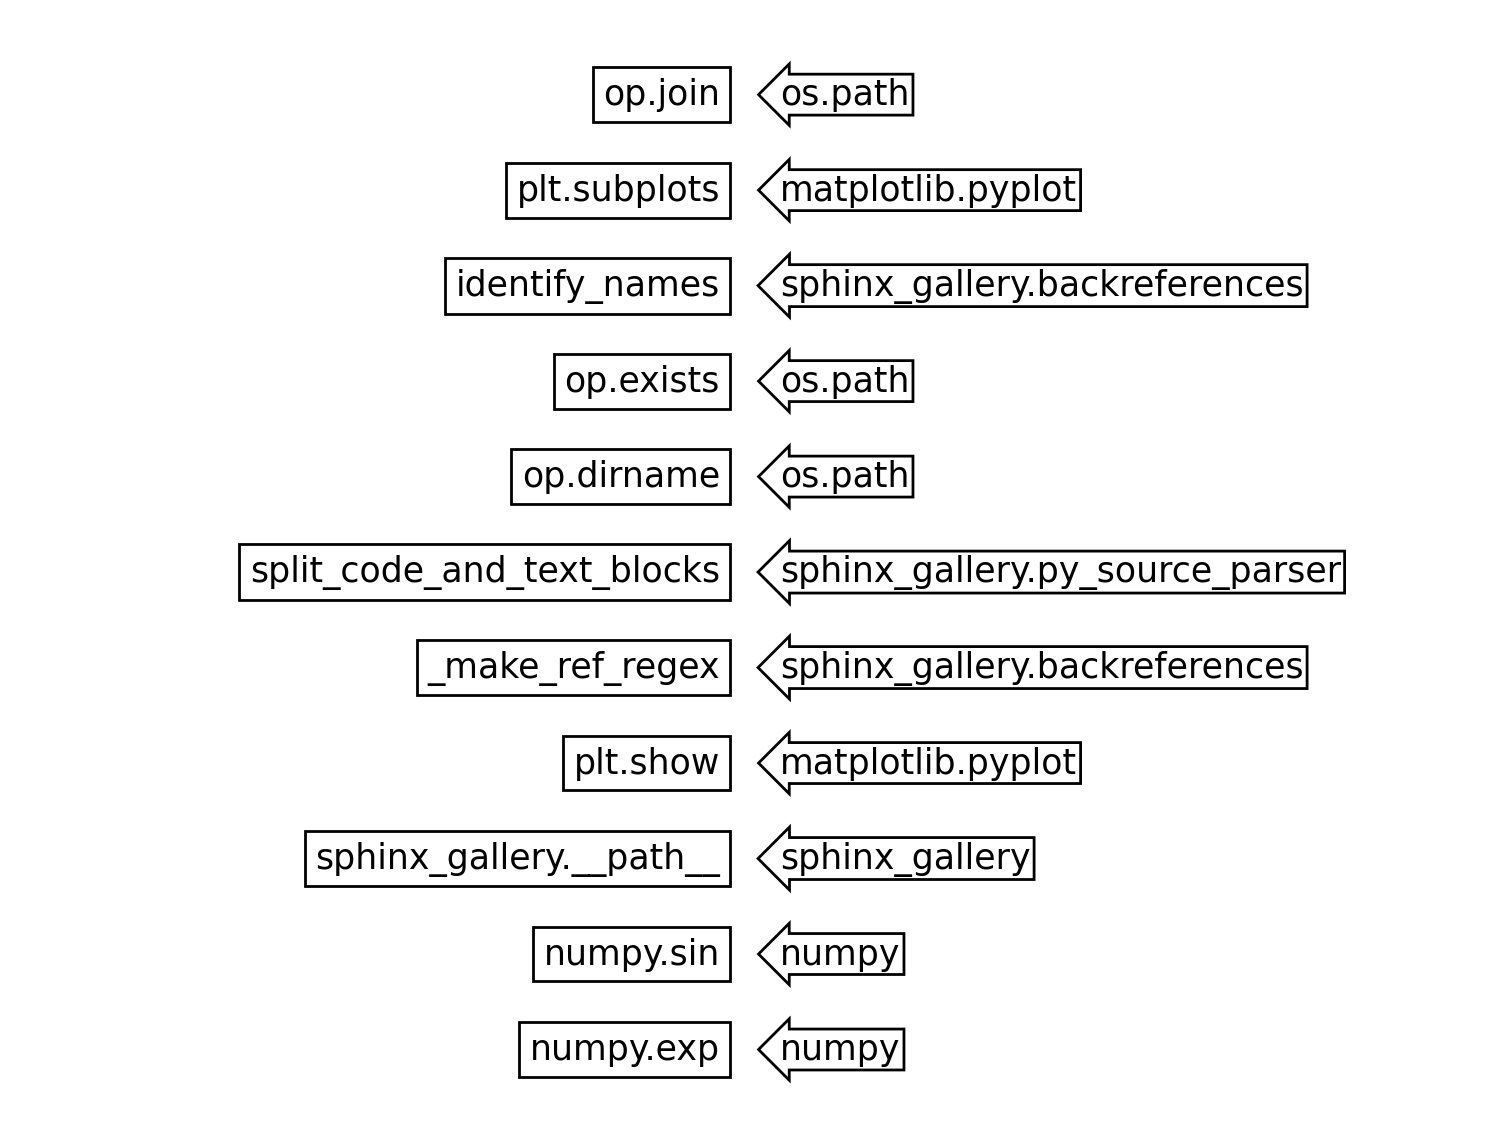 op.join os.path
plt.subplots matplotlib.pyplot
identify_names sphinx_gallery.backreferences
op.exists os.path
op.dirname os.path
split_code_and_text_blocks sphinx_gallery.py_source_parser
_make_ref_regex sphinx_gallery.backreferences
plt.show matplotlib.pyplot
sphinx_gallery.__path__ sphinx_gallery
numpy.sin numpy
numpy.exp numpy